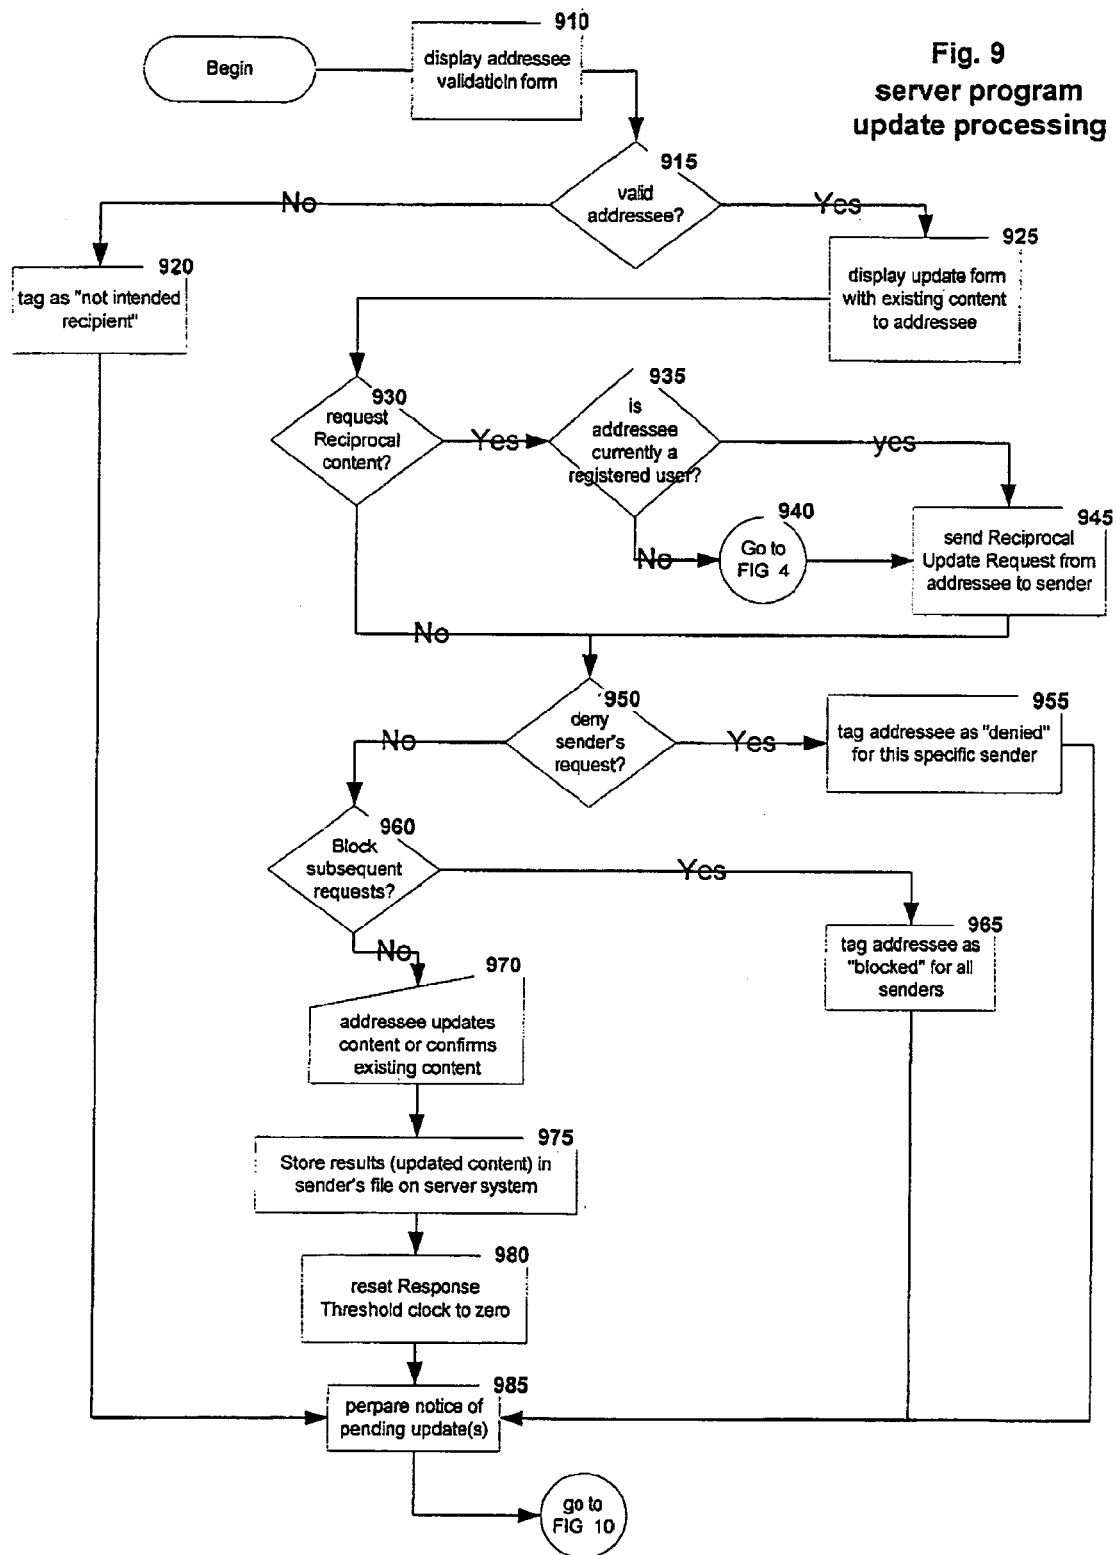 Fig. 9
server program
update processing
Begin
910
display addressee
validatioin form
915
valid
addressee?
No
Yes
920
tag as "not intended
recipient"
925
display update form
with existing content
to addressee
930
request
Reciprocal
content?
Yes
935
is
addressee
currently a
registered user?
yes
No
940
Go to
FIG 4
945
send Reciprocal
Update Request from
addressee to sender
No
950
deny
sender's
request?
No
Yes
955
tag addressee as "denied"
for this specific sender
960
Block
subsequent
requests?
Yes
No
965
tag addressee as
"blocked" for all
senders
970
addressee updates
content or confirms
existing content
975
Store results (updated content) in
sender's file on server system
980
reset Response
Threshold clock to zero
985
perpare notice of
pending update(s)
go to
FIG 10